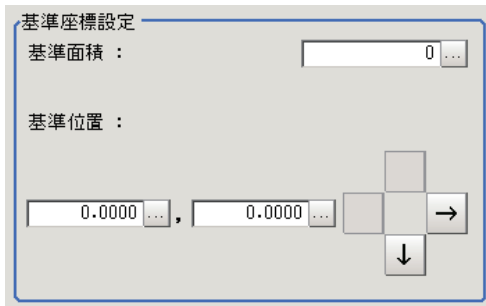 基準座標設定
基準面積 :
0 ...
基準位置 :
0.0000 ... , 0.0000 ... →
↓